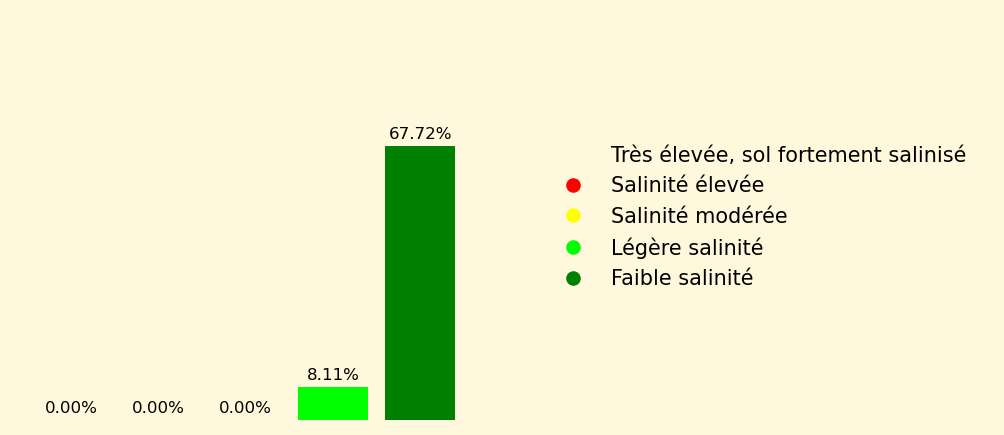 67.72%
8.11%
0.00% 0.00% 0.00%
Très élevée, sol fortement salinisé
Salinité élevée
Salinité modérée
Légère salinité
Faible salinité